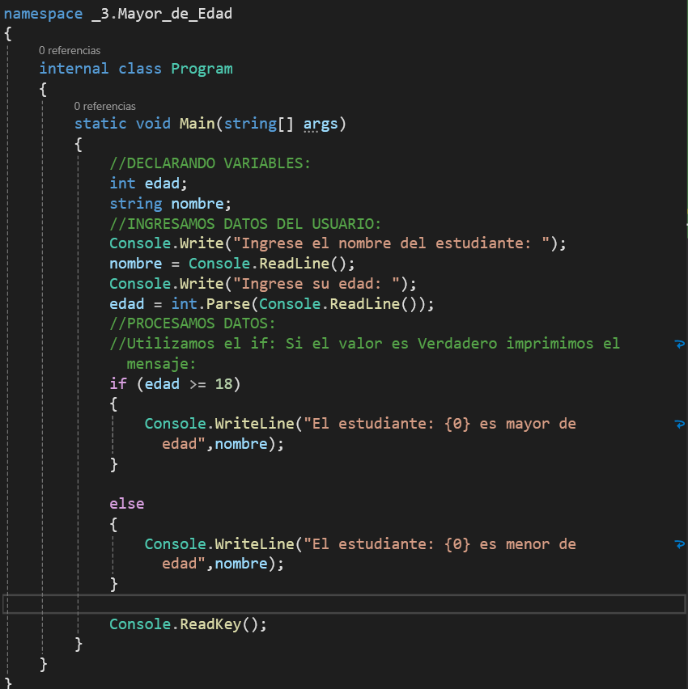 namespace _3.Mayor_de_Edad
{
0 referencias
internal class Program
{
0 referencias
static void Main(string[] args)
{
//DECLARANDO VARIABLES:
int edad;
string nombre;
//INGRESAMOS DATOS DEL USUARIO:
Console.Write("Ingrese el nombre del estudiante: ");
nombre = Console.ReadLine();
Console.Write("Ingrese su edad: ");
edad = int.Parse(Console.ReadLine());
//PROCESAMOS DATOS:
//Utilizamos el if: Si el valor es Verdadero imprimimos el
mensaje:
if (edad >= 18)
{
Console.WriteLine("El estudiante: {0} es mayor de
edad",nombre);
}
else
{
Console.WriteLine("El estudiante: {0} es menor de
edad",nombre);
}
Console.ReadKey();
}
}
}